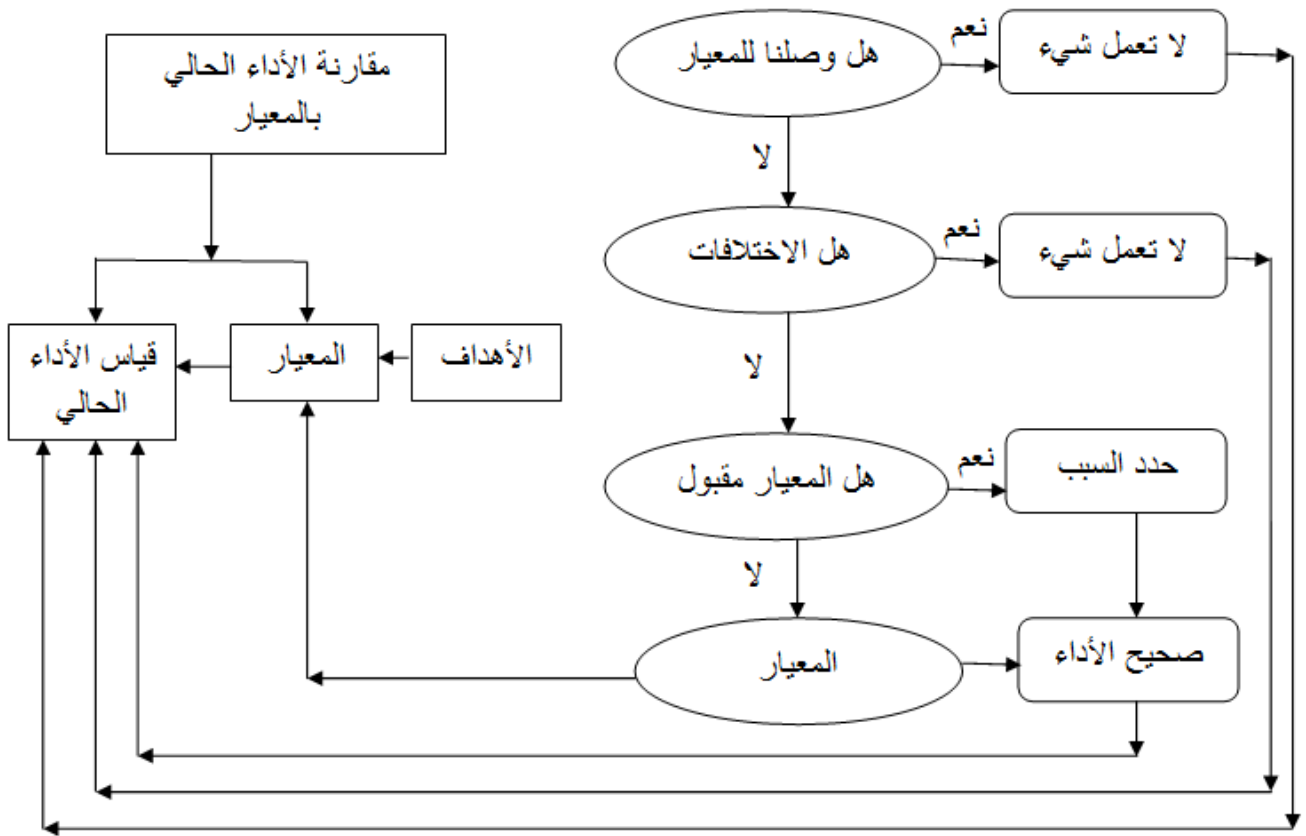 نعم
لا تعمل شيء
هل وصلنا للمعيار
مقارنة الأداء الحالي
بالمعيار
لا
نعم
لا تعمل شيء
هل الاختلافات
الأهداف
المعيار
قياس الأداء
الحالي
لا
نعم
حدد السبب
هل المعيار مقبول
لا
صحيح الأداء
المعيار